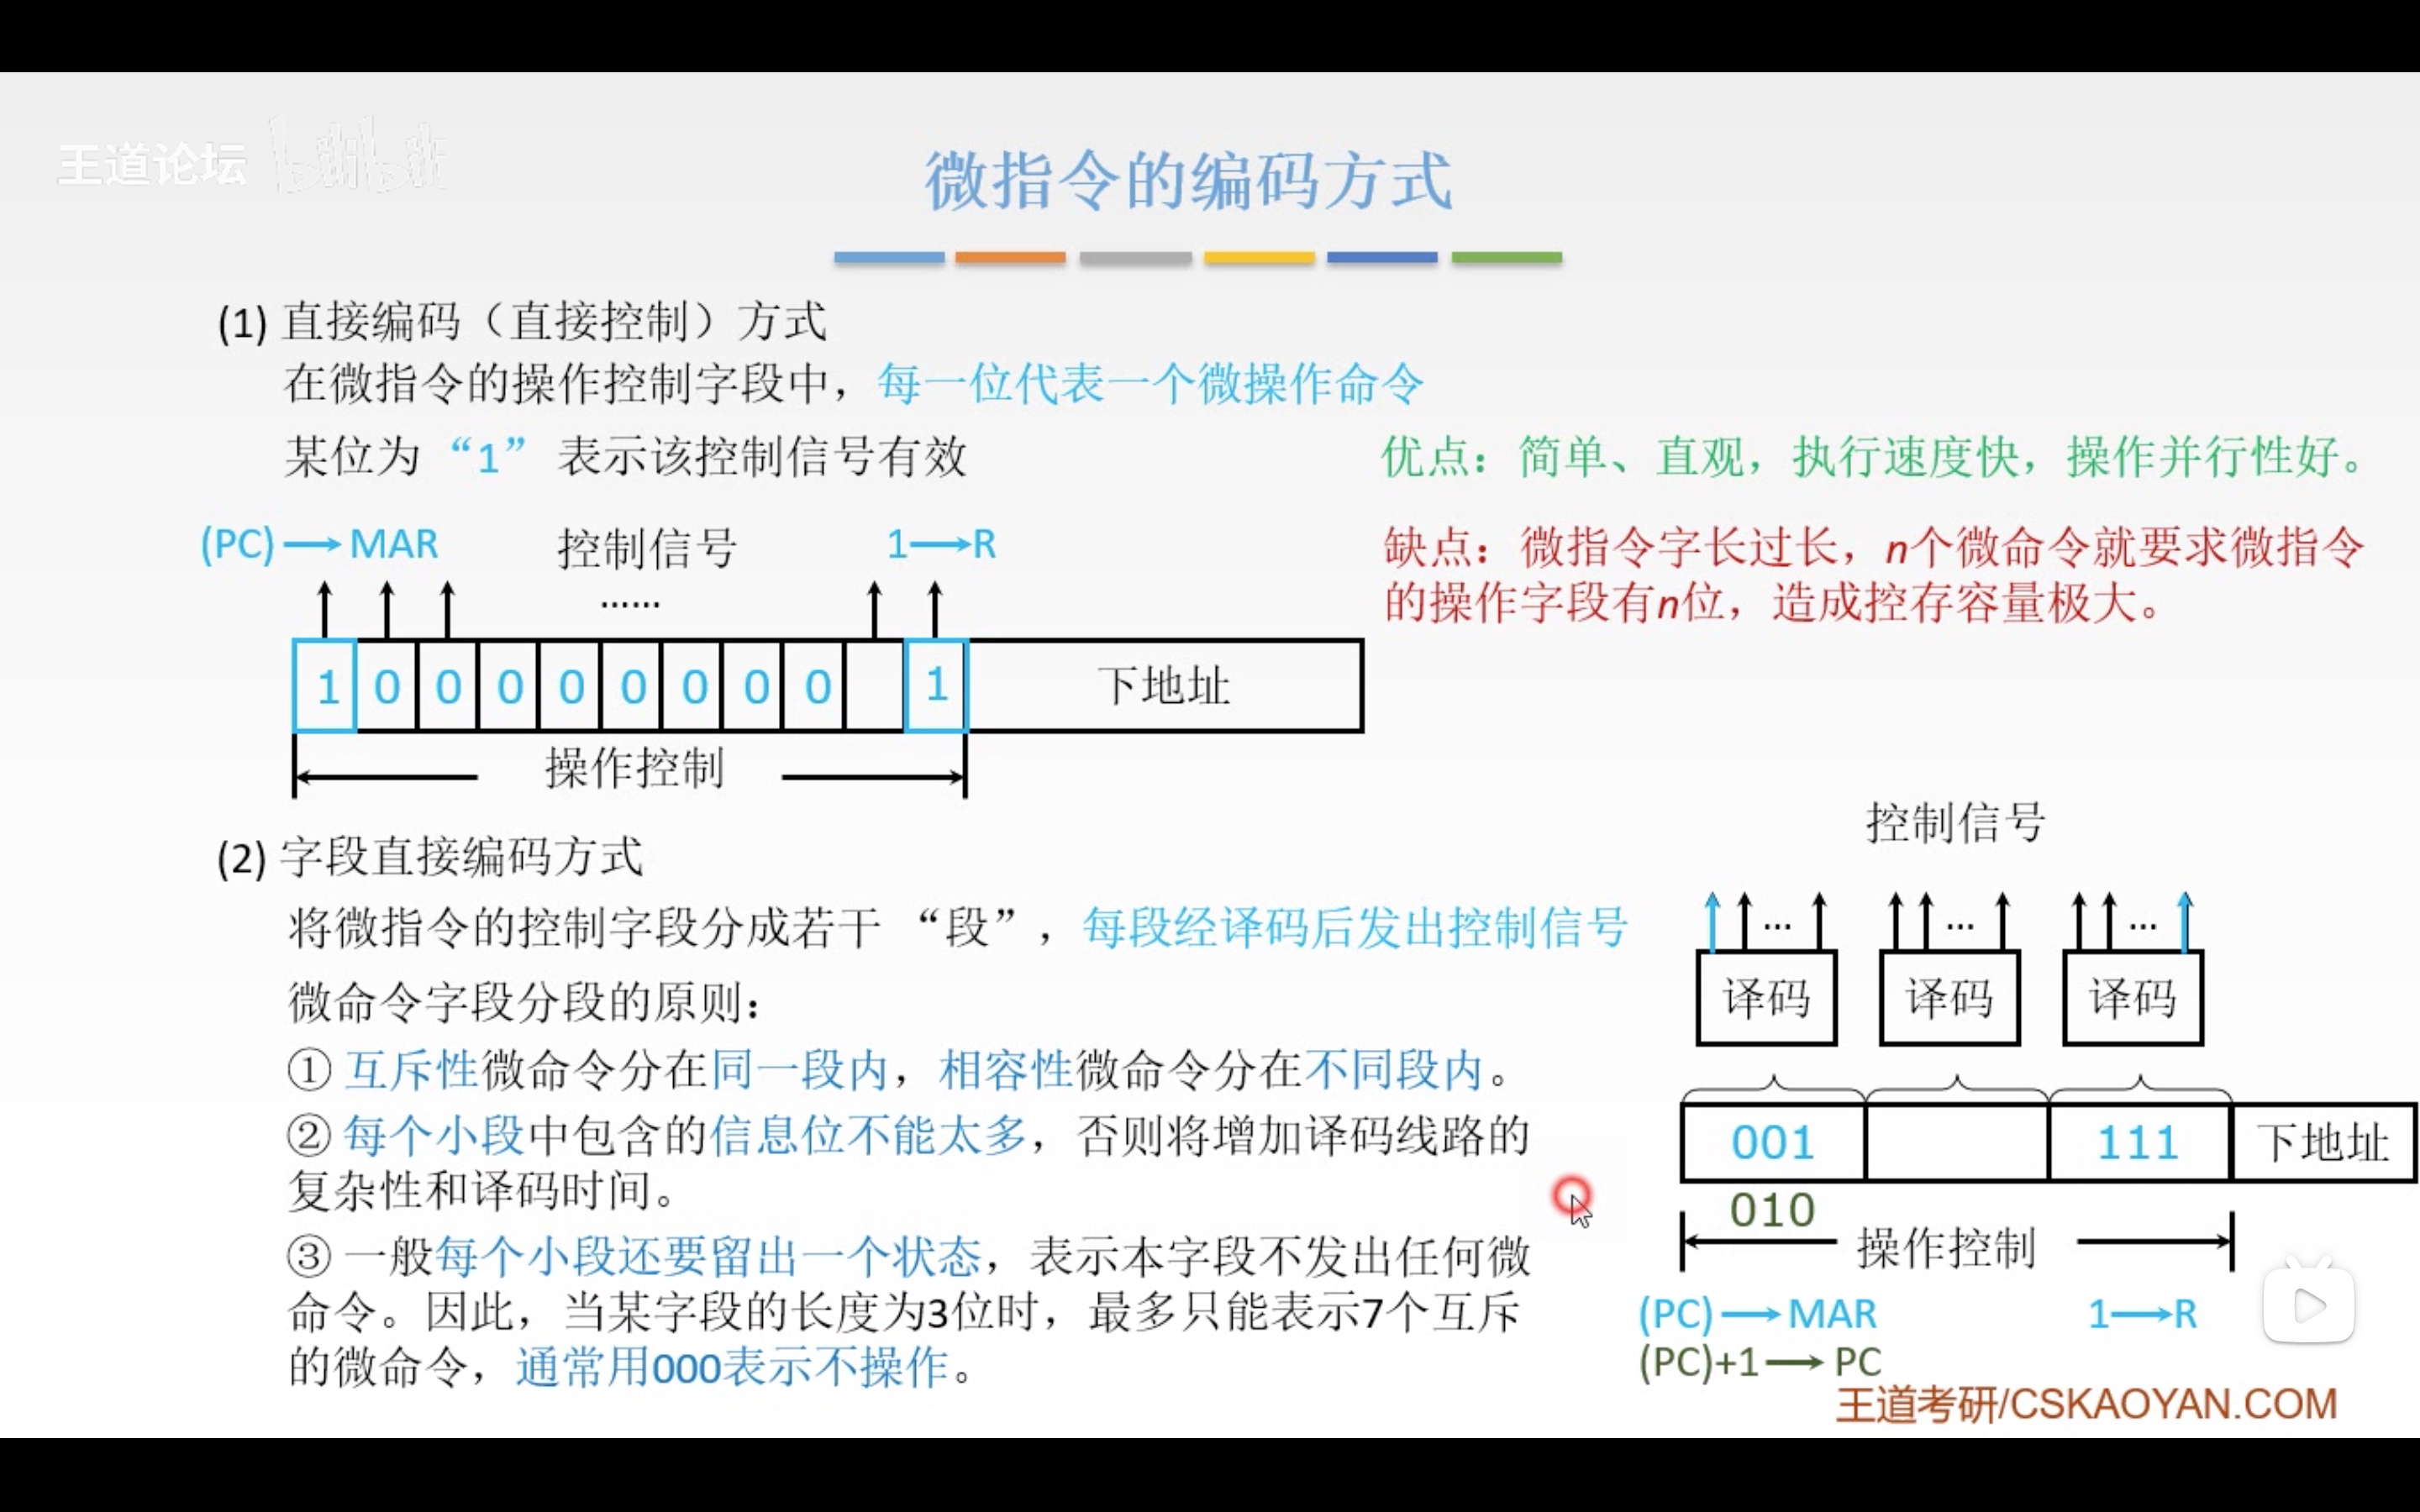 王道论坛 bilibili
微指令的编码方式
(1) 直接编码（直接控制）方式
在微指令的操作控制字段中，每一位代表一个微操作命令
某位为 “1” 表示该控制信号有效
优点：简单、直观，执行速度快，操作并行性好。
缺点：微指令字长过长，n个微命令就要求微指令
的操作字段有n位，造成控存容量极大。
(PC)→MAR 控制信号 1→R
......
1 0 0 0 0 0 0 0 0 1 下地址
操作控制
(2) 字段直接编码方式
将微指令的控制字段分成若干 “段”，每段经译码后发出控制信号
微命令字段分段的原则：
① 互斥性微命令分在同一段内，相容性微命令分在不同段内。
② 每个小段中包含的信息位不能太多，否则将增加译码线路的
复杂性和译码时间。
③ 一般每个小段还要留出一个状态，表示本字段不发出任何微
命令。因此，当某字段的长度为3位时，最多只能表示7个互斥
的微命令，通常用000表示不操作。
控制信号
... ... ...
译码 译码 译码
001 111 下地址
010
操作控制
(PC)→MAR 1→R
(PC)+1→ PC
王道考研/CSKAOYAN.COM